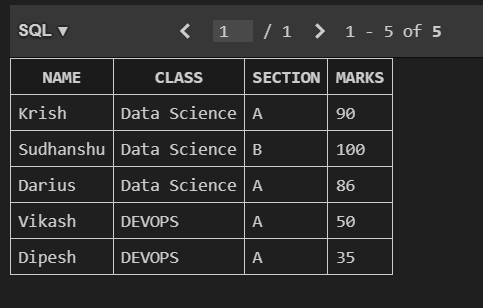 SQL ▼ 1 / 1 1 - 5 of 5
NAME CLASS SECTION MARKS
Krish Data Science A 90
Sudhanshu Data Science B 100
Darius Data Science A 86
Vikash DEVOPS A 50
Dipesh DEVOPS A 35